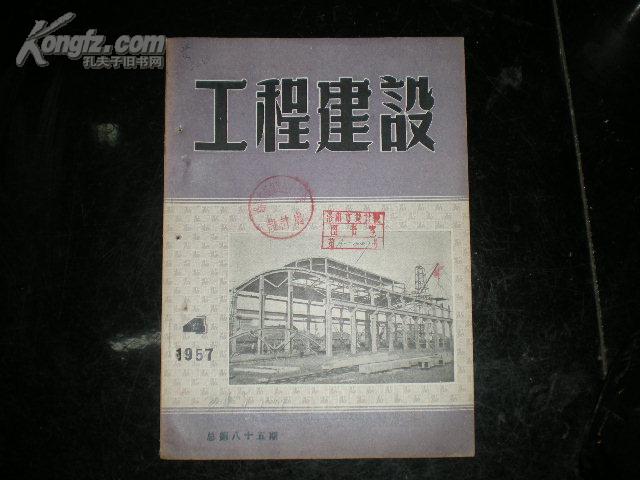 Kongfz.com
孔夫子旧书网
工程建設
4
1957
总第八十五期